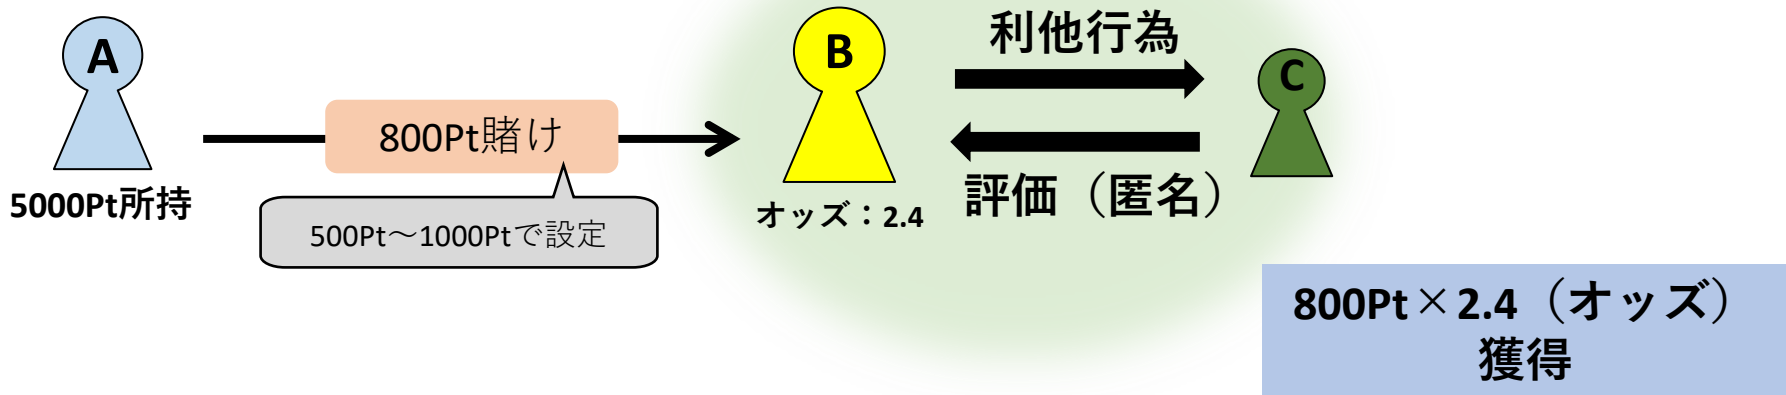 A
5000Pt所持
800Pt賭け
500Pt～1000Ptで設定
B
オッズ：2.4
利他行為
評価（匿名）
C
800Pt×2.4（オッズ）
獲得